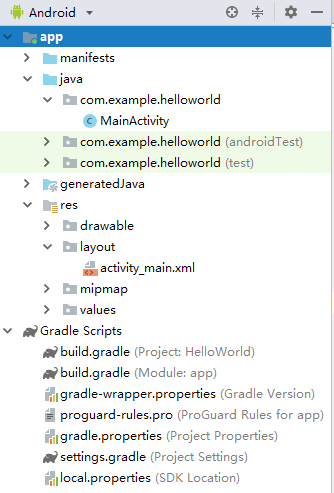 Android
app
manifests
java
com.example.helloworld
MainActivity
com.example.helloworld (androidTest)
com.example.helloworld (test)
generatedJava
res
drawable
layout
activity_main.xml
mipmap
values
Gradle Scripts
build.gradle (Project: HelloWorld)
build.gradle (Module: app)
gradle-wrapper.properties (Gradle Version)
proguard-rules.pro (ProGuard Rules for app)
gradle.properties (Project Properties)
settings.gradle (Project Settings)
local.properties (SDK Location)